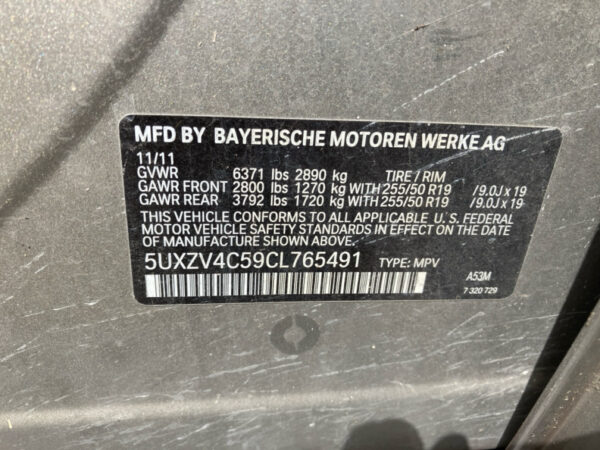 MFD BY BAYERISCHE MOTOREN WERKE AG
11/11
GVWR 6371 lbs 2890 kg TIRE / RIM
GAWR FRONT 2800 lbs 1270 kg WITH 255/50 R19 /9.0J x 19
GAWR REAR 3792 lbs 1720 kg WITH 255/50 R19 /9.0J x 19
THIS VEHICLE CONFORMS TO ALL APPLICABLE U. S. FEDERAL
MOTOR VEHICLE SAFETY STANDARDS IN EFFECT ON THE DATE
OF MANUFACTURE SHOWN ABOVE.
5UXZV4C59CL765491 TYPE: MPV
A53M
7 320 729